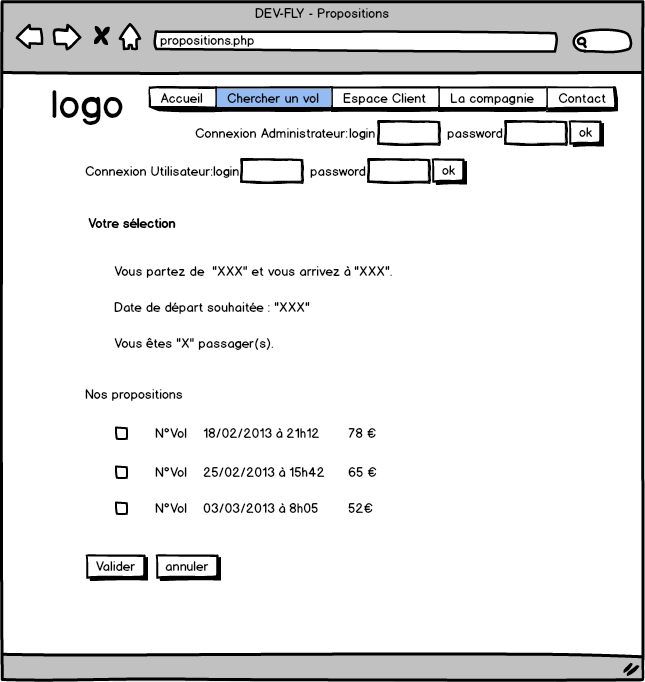 DEV-FLY - Propositions
propositions.php
logo
Accueil Chercher un vol Espace Client La compagnie Contact
Connexion Administrateur:login password ok
Connexion Utilisateur:login password ok
Votre sélection
Vous partez de "XXX" et vous arrivez à "XXX".
Date de départ souhaitée : "XXX"
Vous êtes "X" passager(s).
Nos propositions
N°Vol 18/02/2013 à 21h12 78 €
N°Vol 25/02/2013 à 15h42 65 €
N°Vol 03/03/2013 à 8h05 52€
Valider annuler